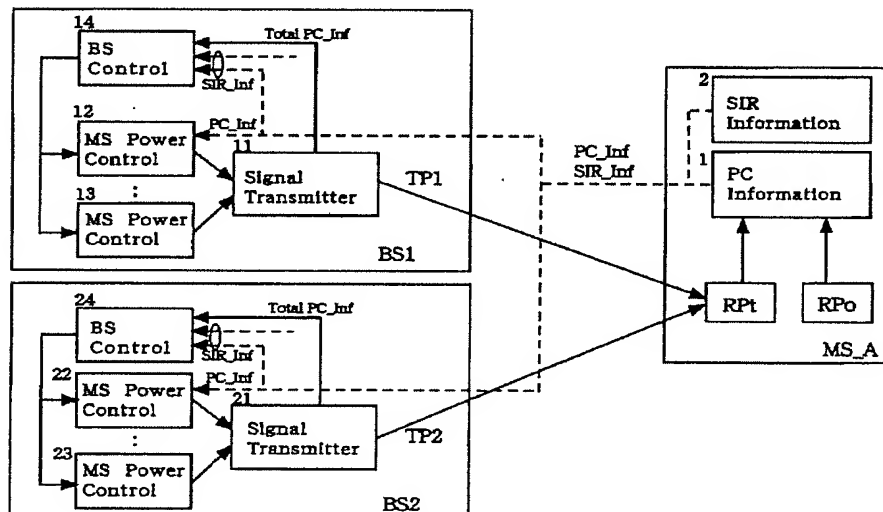 14
BS
Control
Total PC_Inf
SIR_Inf
12
MS Power
Control
PC_Inf
11
Signal
Transmitter
TP1
:
13
MS Power
Control
BS1
24
BS
Control
Total PC_Inf
SIR_Inf
22
MS Power
Control
PC_Inf
21
Signal
Transmitter
TP2
:
23
MS Power
Control
BS2
PC_Inf
SIR_Inf
2
SIR
Information
1
PC
Information
RPt
RPo
MS_A